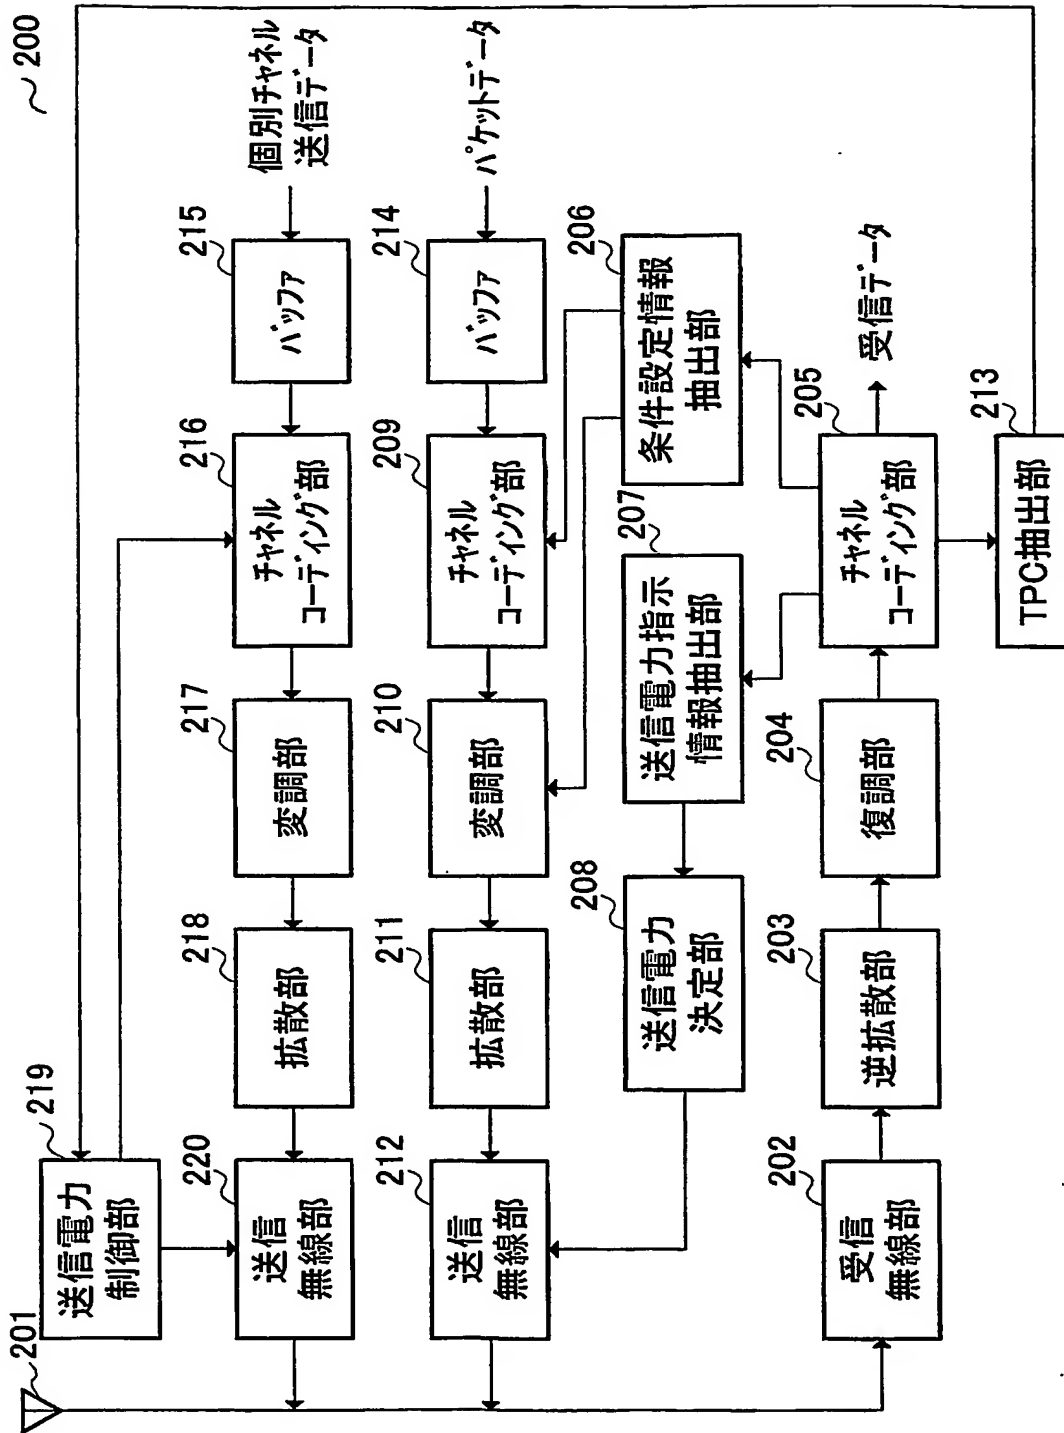 200
201
219
送信電力
制御部
220
送信
無線部
218
拡散部
217
変調部
216
チャネル
コーディング部
215
バッファ
個別チャネル
送信データ
212
送信
無線部
211
拡散部
210
変調部
209
チャネル
コーディング部
214
バッファ
パケットデータ
208
送信電力
決定部
207
送信電力指示
情報抽出部
206
条件設定情報
抽出部
202
受信
無線部
203
逆拡散部
204
復調部
205
チャネル
コーディング部
受信データ
213
TPC抽出部